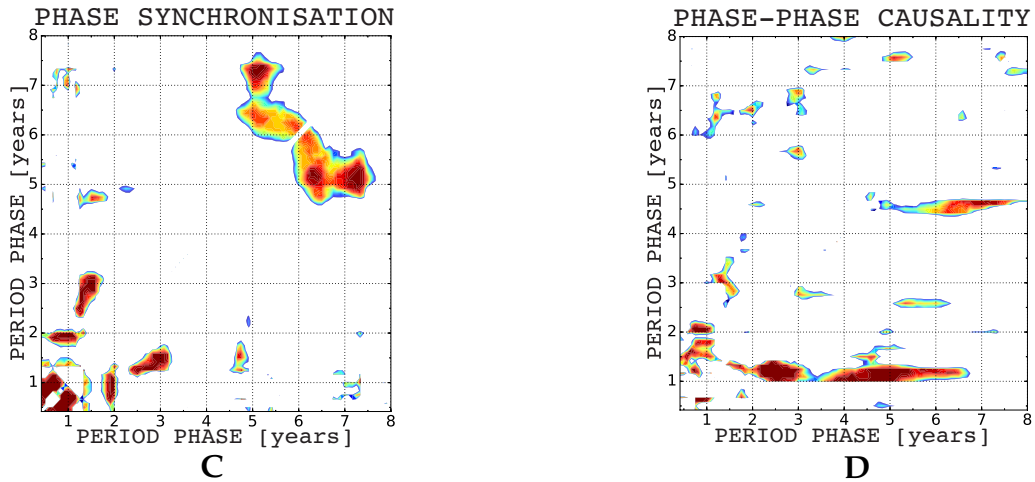 PHASE SYNCHRONISATION
8
7
6
5
4
3
2
1
PERIOD PHASE [years]
1 2 3 4 5 6 7 8
PERIOD PHASE [years]
C
PHASE-PHASE CAUSALITY
8
7
6
5
4
3
2
1
PERIOD PHASE [years]
1 2 3 4 5 6 7 8
PERIOD PHASE [years]
D